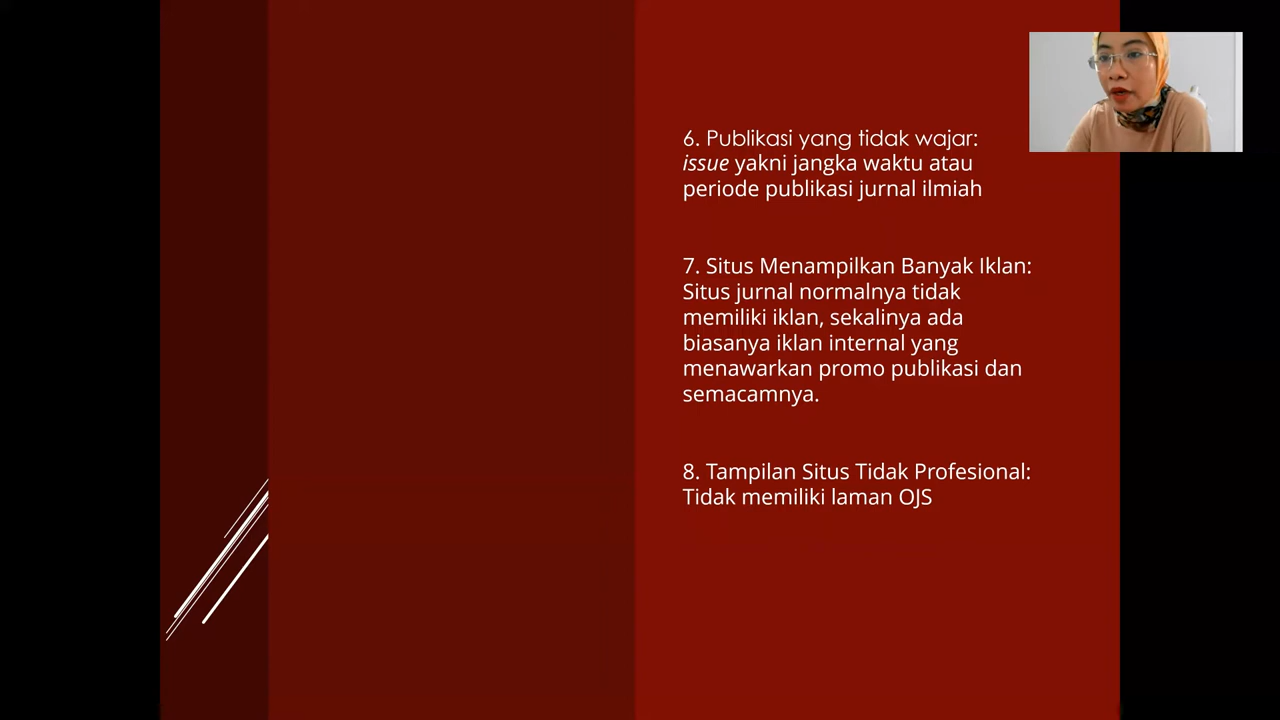 6. Publikasi yang tidak wajar:
issue yakni jangka waktu atau
periode publikasi jurnal ilmiah
7. Situs Menampilkan Banyak Iklan:
Situs jurnal normalnya tidak
memiliki iklan, sekalinya ada
biasanya iklan internal yang
menawarkan promo publikasi dan
semacamnya.
8. Tampilan Situs Tidak Profesional:
Tidak memiliki laman OJS